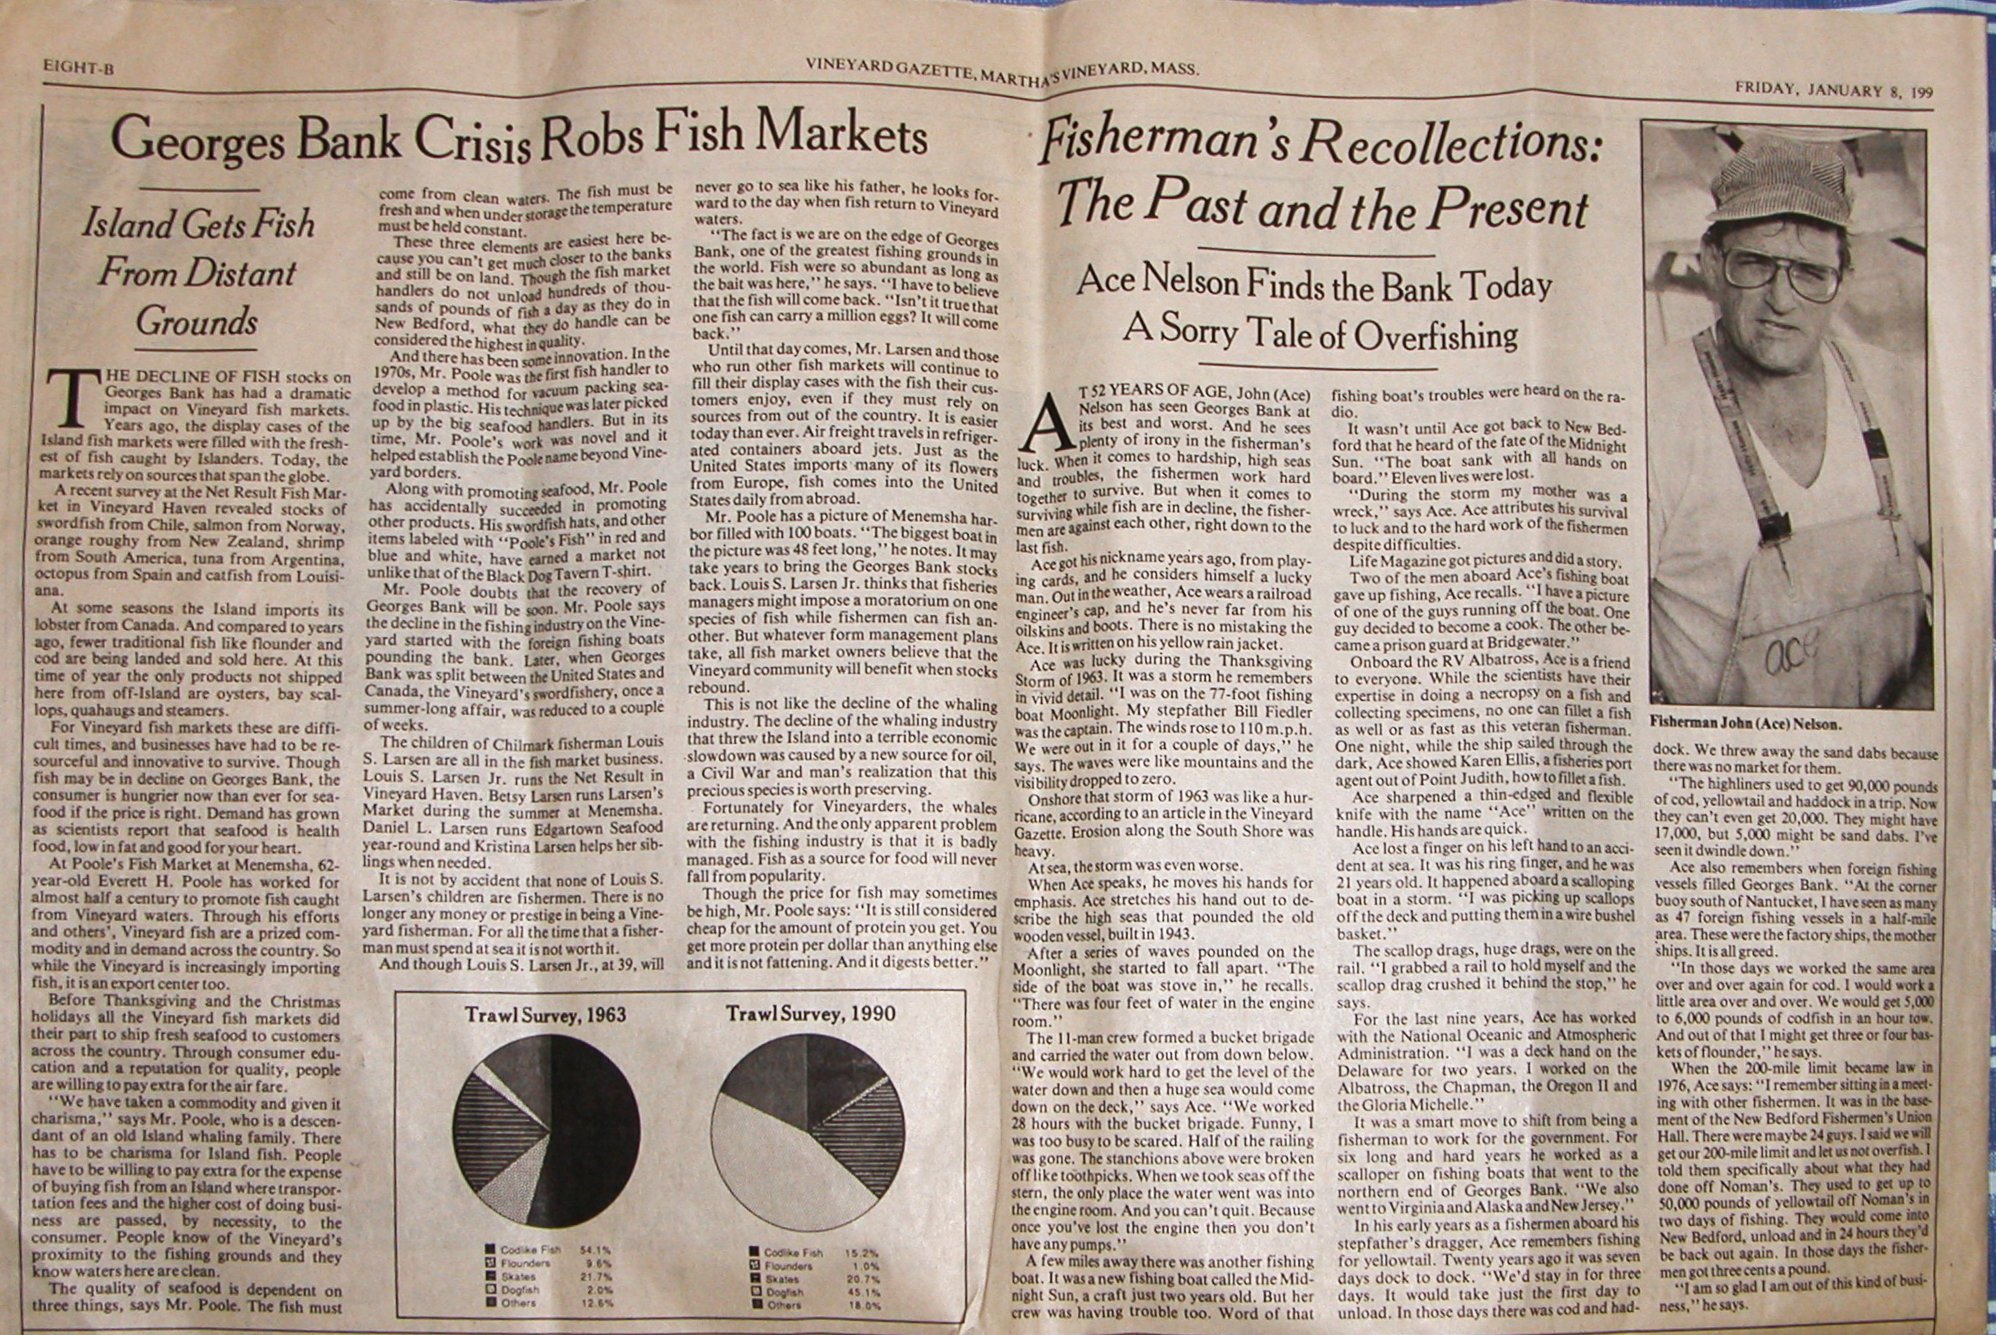 EIGHT-B
VINEYARD GAZETTE, MARTHA'S VINEYARD, MASS.
FRIDAY, JANUARY 8, 199
Georges Bank Crisis Robs Fish Markets
Island Gets Fish
From Distant
Grounds
THE DECLINE OF FISH stocks on
Georges Bank has had a dramatic
impact on Vineyard fish markets.
Years ago, the display cases of the
Island fish markets were filled with the fresh-
est of fish caught by Islanders. Today, the
markets rely on sources that span the globe.
A recent survey at the Net Result Fish Mar-
ket in Vineyard Haven revealed stocks of
swordfish from Chile, salmon from Norway,
orange roughy from New Zealand, shrimp
from South America, tuna from Argentina,
octopus from Spain and catfish from Louisi-
ana.
At some seasons the Island imports its
lobster from Canada. And compared to years
ago, fewer traditional fish like flounder and
cod are being landed and sold here. At this
time of year the only products not shipped
here from off-Island are oysters, bay scal-
lops, quahaugs and steamers.
For Vineyard fish markets these are diffi-
cult times, and businesses have had to be re-
sourceful and innovative to survive. Though
fish may be in decline on Georges Bank, the
consumer is hungrier now than ever for sea-
food if the price is right. Demand has grown
as scientists report that seafood is health
food, low in fat and good for your heart.
At Poole's Fish Market at Menemsha, 62-
year-old Everett H. Poole has worked for
almost half a century to promote fish caught
from Vineyard waters. Through his efforts
and others', Vineyard fish are a prized com-
modity and in demand across the country. So
while the Vineyard is increasingly importing
fish, it is an export center too.
Before Thanksgiving and the Christmas
holidays all the Vineyard fish markets did
their part to ship fresh seafood to customers
across the country. Through consumer edu-
cation and a reputation for quality, people
are willing to pay extra for the air fare.
"We have taken a commodity and given it
charisma," says Mr. Poole, who is a descen-
dant of an old Island whaling family. There
has to be charisma for Island fish. People
have to be willing to pay extra for the expense
of buying fish from an Island where transpor-
tation fees and the higher cost of doing busi-
ness are passed, by necessity, to the
consumer. People know of the Vineyard's
proximity to the fishing grounds and they
know waters here are clean.
The quality of seafood is dependent on
three things, says Mr. Poole. The fish must
come from clean waters. The fish must be
fresh and when under storage the temperature
must be held constant.
These three elements are easiest here be-
cause you can't get much closer to the banks
and still be on land. Though the fish market
handlers do not unload hundreds of thou-
sands of pounds of fish a day as they do in
New Bedford, what they do handle can be
considered the highest in quality.
And there has been some innovation. In the
1970s, Mr. Poole was the first fish handler to
develop a method for vacuum packing sea-
food in plastic. His technique was later picked
up by the big seafood handlers. But in its
time, Mr. Poole's work was novel and it
helped establish the Poole name beyond Vine-
yard borders.
Along with promoting seafood, Mr. Poole
has accidentally succeeded in promoting
other products. His swordfish hats, and other
items labeled with "Poole's Fish" in red and
blue and white, have earned a market not
unlike that of the Black Dog Tavern T-shirt.
Mr. Poole doubts that the recovery of
Georges Bank will be soon. Mr. Poole says
the decline in the fishing industry on the Vine-
yard started with the foreign fishing boats
pounding the bank. Later, when Georges
Bank was split between the United States and
Canada, the Vineyard's swordfishery, once a
summer-long affair, was reduced to a couple
of weeks.
The children of Chilmark fisherman Louis
S. Larsen are all in the fish market business.
Louis S. Larsen Jr. runs the Net Result in
Vineyard Haven. Betsy Larsen runs Larsen's
Market during the summer at Menemsha.
Daniel L. Larsen runs Edgartown Seafood
year-round and Kristina Larsen helps her sib-
lings when needed.
It is not by accident that none of Louis S.
Larsen's children are fishermen. There is no
longer any money or prestige in being a Vine-
yard fisherman. For all the time that a fisher-
man must spend at sea it is not worth it.
And though Louis S. Larsen Jr., at 39, will
never go to sea like his father, he looks for-
ward to the day when fish return to Vineyard
waters.
"The fact is we are on the edge of Georges
Bank, one of the greatest fishing grounds in
the world. Fish were so abundant as long as
the bait was here," he says. "I have to believe
that the fish will come back. "Isn't it true that
one fish can carry a million eggs? It will come
back."
Until that day comes, Mr. Larsen and those
who run other fish markets will continue to
fill their display cases with the fish their cus-
tomers enjoy, even if they must rely on
sources from out of the country. It is easier
today than ever. Air freight travels in refriger-
ated containers aboard jets. Just as the
United States imports many of its flowers
from Europe, fish comes into the United
States daily from abroad.
Mr. Poole has a picture of Menemsha har-
bor filled with 100 boats. "The biggest boat in
the picture was 48 feet long," he notes. It may
take years to bring the Georges Bank stocks
back. Louis S. Larsen Jr. thinks that fisheries
managers might impose a moratorium on one
species of fish while fishermen can fish an-
other. But whatever form management plans
take, all fish market owners believe that the
Vineyard community will benefit when stocks
rebound.
This is not like the decline of the whaling
industry. The decline of the whaling industry
that threw the Island into a terrible economic
slowdown was caused by a new source for oil,
a Civil War and man's realization that this
precious species is worth preserving.
Fortunately for Vineyarders, the whales
are returning. And the only apparent problem
with the fishing industry is that it is badly
managed. Fish as a source for food will never
fall from popularity.
Though the price for fish may sometimes
be high, Mr. Poole says: "It is still considered
cheap for the amount of protein you get. You
get more protein per dollar than anything else
and it is not fattening. And it digests better."
Trawl Survey, 1963
Codlike Fish 54.1%
Flounders 9.6%
Skates 21.7%
Dogfish 2.0%
Others 12.6%
Trawl Survey, 1990
Codlike Fish 15.2%
Flounders 1.0%
Skates 20.7%
Dogfish 45.1%
Others 18.0%
Fisherman's Recollections:
The Past and the Present
Ace Nelson Finds the Bank Today
A Sorry Tale of Overfishing
AT 52 YEARS OF AGE, John (Ace)
Nelson has seen Georges Bank at
its best and worst. And he sees
plenty of irony in the fisherman's
luck. When it comes to hardship, high seas
and troubles, the fishermen work hard
together to survive. But when it comes to
surviving while fish are in decline, the fisher-
men are against each other, right down to the
last fish.
Ace got his nickname years ago, from play-
ing cards, and he considers himself a lucky
man. Out in the weather, Ace wears a railroad
engineer's cap, and he's never far from his
oilskins and boots. There is no mistaking the
Ace. It is written on his yellow rain jacket.
Ace was lucky during the Thanksgiving
Storm of 1963. It was a storm he remembers
in vivid detail. "I was on the 77-foot fishing
boat Moonlight. My stepfather Bill Fiedler
was the captain. The winds rose to 110 m.p.h.
We were out in it for a couple of days," he
says. The waves were like mountains and the
visibility dropped to zero.
Onshore that storm of 1963 was like a hur-
ricane, according to an article in the Vineyard
Gazette. Erosion along the South Shore was
heavy.
At sea, the storm was even worse.
When Ace speaks, he moves his hands for
emphasis. Ace stretches his hand out to de-
scribe the high seas that pounded the old
wooden vessel, built in 1943.
After a series of waves pounded on the
Moonlight, she started to fall apart. "The
side of the boat was stove in," he recalls.
"There was four feet of water in the engine
room."
The 11-man crew formed a bucket brigade
and carried the water out from down below.
"We would work hard to get the level of the
water down and then a huge sea would come
down on the deck," says Ace. "We worked
28 hours with the bucket brigade. Funny, I
was too busy to be scared. Half of the railing
was gone. The stanchions above were broken
off like toothpicks. When we took seas off the
stern, the only place the water went was into
the engine room. And you can't quit. Because
once you've lost the engine then you don't
have any pumps."
A few miles away there was another fishing
boat. It was a new fishing boat called the Mid-
night Sun, a craft just two years old. But her
crew was having trouble too. Word of that
fishing boat's troubles were heard on the ra-
dio.
It wasn't until Ace got back to New Bed-
ford that he heard of the fate of the Midnight
Sun. "The boat sank with all hands on
board." Eleven lives were lost.
"During the storm my mother was a
wreck," says Ace. Ace attributes his survival
to luck and to the hard work of the fishermen
despite difficulties.
Life Magazine got pictures and did a story.
Two of the men aboard Ace's fishing boat
gave up fishing, Ace recalls. "I have a picture
of one of the guys running off the boat. One
guy decided to become a cook. The other be-
came a prison guard at Bridgewater."
Onboard the RV Albatross, Ace is a friend
to everyone. While the scientists have their
expertise in doing a necropsy on a fish and
collecting specimens, no one can fillet a fish
as well or as fast as this veteran fisherman.
One night, while the ship sailed through the
dark, Ace showed Karen Ellis, a fisheries port
agent out of Point Judith, how to fillet a fish.
Ace sharpened a thin-edged and flexible
knife with the name "Ace" written on the
handle. His hands are quick.
Ace lost a finger on his left hand to an acci-
dent at sea. It was his ring finger, and he was
21 years old. It happened aboard a scalloping
boat in a storm. "I was picking up scallops
off the deck and putting them in a wire bushel
basket."
The scallop drags, huge drags, were on the
rail. "I grabbed a rail to hold myself and the
scallop drag crushed it behind the stop," he
says.
For the last nine years, Ace has worked
with the National Oceanic and Atmospheric
Administration. "I was a deck hand on the
Delaware for two years. I worked on the
Albatross, the Chapman, the Oregon II and
the Gloria Michelle."
It was a smart move to shift from being a
fisherman to work for the government. For
six long and hard years he worked as a
scalloper on fishing boats that went to the
northern end of Georges Bank. "We also
went to Virginia and Alaska and New Jersey."
In his early years as a fishermen aboard his
stepfather's dragger, Ace remembers fishing
for yellowtail. Twenty years ago it was seven
days dock to dock. "We'd stay in for three
days. It would take just the first day to
unload. In those days there was cod and had-
ace
Fisherman John (Ace) Nelson.
dock. We threw away the sand dabs because
there was no market for them.
"The highliners used to get 90,000 pounds
of cod, yellowtail and haddock in a trip. Now
they can't even get 20,000. They might have
17,000, but 5,000 might be sand dabs. I've
seen it dwindle down."
Ace also remembers when foreign fishing
vessels filled Georges Bank. "At the corner
buoy south of Nantucket, I have seen as many
as 47 foreign fishing vessels in a half-mile
area. These were the factory ships, the mother
ships. It is all greed.
"In those days we worked the same area
over and over again for cod. I would work a
little area over and over. We would get 5,000
to 6,000 pounds of codfish in an hour tow.
And out of that I might get three or four bas-
kets of flounder," he says.
When the 200-mile limit became law in
1976, Ace says: "I remember sitting in a meet-
ing with other fishermen. It was in the base-
ment of the New Bedford Fishermen's Union
Hall. There were maybe 24 guys. I said we will
get our 200-mile limit and let us not overfish. I
told them specifically about what they had
done off Noman's. They used to get up to
50,000 pounds of yellowtail off Noman's in
two days of fishing. They would come into
New Bedford, unload and in 24 hours they'd
be back out again. In those days the fisher-
men got three cents a pound.
"I am so glad I am out of this kind of busi-
ness," he says.